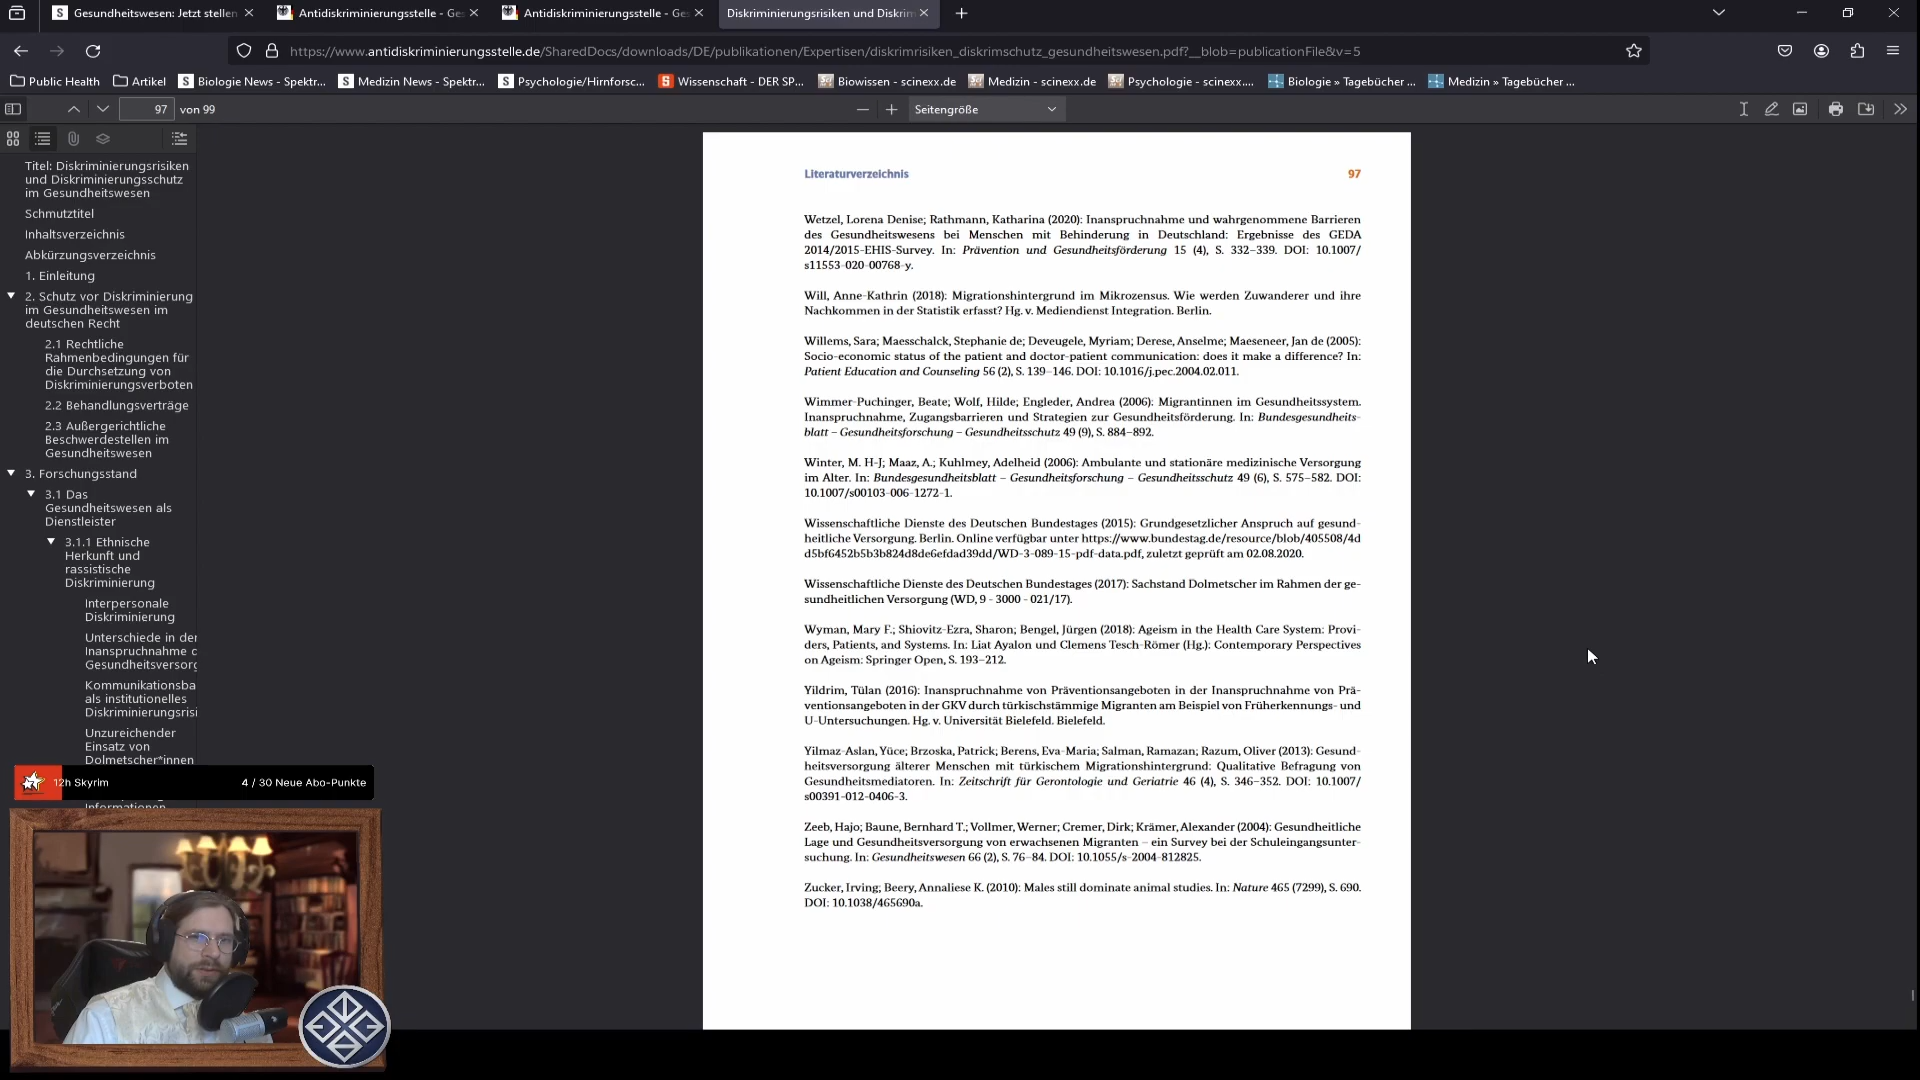 Gesundheitswesen: Jetzt stellen
Antidiskriminierungsstelle - Ges
Antidiskriminierungsstelle - Ges
Diskriminierungsrisiken und Diskrim
https://www.antidiskriminierungsstelle.de/SharedDocs/downloads/DE/publikationen/Expertisen/diskrimrisiken_diskrimschutz_gesundheitswesen.pdf?__blob=publicationFile&v=5
Public Health
Artikel
Biologie News - Spektr...
Medizin News - Spektr...
Psychologie/Hirnforsc...
Wissenschaft - DER SP...
Biowissen - scinexx.de
Medizin - scinexx.de
Psychologie - scinexx....
Biologie » Tagebücher ...
Medizin » Tagebücher ...
97 von 99
Seitengröße
Titel: Diskriminierungsrisiken
und Diskriminierungsschutz
im Gesundheitswesen
Schmutztitel
Inhaltsverzeichnis
Abkürzungsverzeichnis
1. Einleitung
2. Schutz vor Diskriminierung
im Gesundheitswesen im
deutschen Recht
2.1 Rechtliche
Rahmenbedingungen für
die Durchsetzung von
Diskriminierungsverboten
2.2 Behandlungsverträge
2.3 Außergerichtliche
Beschwerdestellen im
Gesundheitswesen
3. Forschungsstand
3.1 Das
Gesundheitswesen als
Dienstleister
3.1.1 Ethnische
Herkunft und
rassistische
Diskriminierung
Interpersonale
Diskriminierung
Unterschiede in der
Inanspruchnahme d
Gesundheitsversorg
Kommunikationsba
als institutionelles
Diskriminierungsrisi
Unzureichender
Einsatz von
Dolmetscher*innen
12h Skyrim
4 / 30 Neue Abo-Punkte
Informationen
Literaturverzeichnis
97
Wetzel, Lorena Denise; Rathmann, Katharina (2020): Inanspruchnahme und wahrgenommene Barrieren
des Gesundheitswesens bei Menschen mit Behinderung in Deutschland: Ergebnisse des GEDA
2014/2015-EHIS-Survey. In: Prävention und Gesundheitsförderung 15 (4), S. 332–339. DOI: 10.1007/
s11553-020-00768-y.
Will, Anne-Kathrin (2018): Migrationshintergrund im Mikrozensus. Wie werden Zuwanderer und ihre
Nachkommen in der Statistik erfasst? Hg. v. Mediendienst Integration. Berlin.
Willems, Sara; Maesschalck, Stephanie de; Deveugele, Myriam; Derese, Anselme; Maeseneer, Jan de (2005):
Socio-economic status of the patient and doctor-patient communication: does it make a difference? In:
Patient Education and Counseling 56 (2), S. 139–146. DOI: 10.1016/j.pec.2004.02.011.
Wimmer-Puchinger, Beate; Wolf, Hilde; Engleder, Andrea (2006): Migrantinnen im Gesundheitssystem.
Inanspruchnahme, Zugangsbarrieren und Strategien zur Gesundheitsförderung. In: Bundesgesundheits-
blatt – Gesundheitsforschung – Gesundheitsschutz 49 (9), S. 884–892.
Winter, M. H-J; Maaz, A.; Kuhlmey, Adelheid (2006): Ambulante und stationäre medizinische Versorgung
im Alter. In: Bundesgesundheitsblatt – Gesundheitsforschung – Gesundheitsschutz 49 (6), S. 575–582. DOI:
10.1007/s00103-006-1272-1.
Wissenschaftliche Dienste des Deutschen Bundestages (2015): Grundgesetzlicher Anspruch auf gesund-
heitliche Versorgung. Berlin. Online verfügbar unter https://www.bundestag.de/resource/blob/405508/4d
d5bf6452b5b3b824d8de6efdad39dd/WD-3-089-15-pdf-data.pdf, zuletzt geprüft am 02.08.2020.
Wissenschaftliche Dienste des Deutschen Bundestages (2017): Sachstand Dolmetscher im Rahmen der ge-
sundheitlichen Versorgung (WD, 9 - 3000 - 021/17).
Wyman, Mary F.; Shiovitz-Ezra, Sharon; Bengel, Jürgen (2018): Ageism in the Health Care System: Provi-
ders, Patients, and Systems. In: Liat Ayalon und Clemens Tesch-Römer (Hg.): Contemporary Perspectives
on Ageism: Springer Open, S. 193–212.
Yildrim, Tülan (2016): Inanspruchnahme von Präventionsangeboten in der Inanspruchnahme von Prä-
ventionsangeboten in der GKV durch türkischstämmige Migranten am Beispiel von Früherkennungs- und
U-Untersuchungen. Hg. v. Universität Bielefeld. Bielefeld.
Yilmaz-Aslan, Yüce; Brzoska, Patrick; Berens, Eva-Maria; Salman, Ramazan; Razum, Oliver (2013): Gesund-
heitsversorgung älterer Menschen mit türkischem Migrationshintergrund: Qualitative Befragung von
Gesundheitsmediatoren. In: Zeitschrift für Gerontologie und Geriatrie 46 (4), S. 346–352. DOI: 10.1007/
s00391-012-0406-3.
Zeeb, Hajo; Baune, Bernhard T.; Vollmer, Werner; Cremer, Dirk; Krämer, Alexander (2004): Gesundheitliche
Lage und Gesundheitsversorgung von erwachsenen Migranten – ein Survey bei der Schuleingangsunter-
suchung. In: Gesundheitswesen 66 (2), S. 76–84. DOI: 10.1055/s-2004-812825.
Zucker, Irving; Beery, Annaliese K. (2010): Males still dominate animal studies. In: Nature 465 (7299), S. 690.
DOI: 10.1038/465690a.